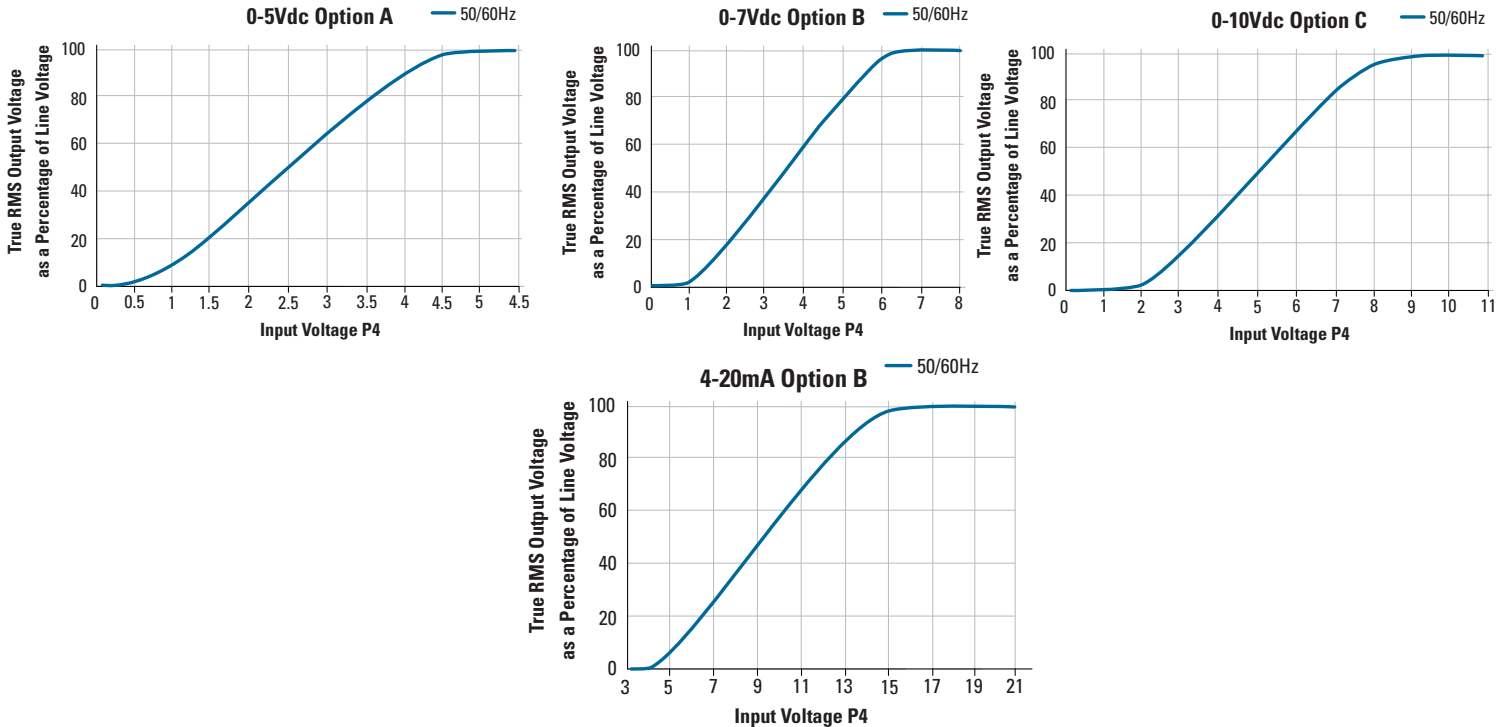 0-5Vdc Option A
50/60Hz
True RMS Output Voltage
as a Percentage of Line Voltage
100
80
60
40
20
0
0 0.5 1 1.5 2 2.5 3 3.5 4 4.5 5 4.5
Input Voltage P4
0-7Vdc Option B
50/60Hz
True RMS Output Voltage
as a Percentage of Line Voltage
100
80
60
40
20
0
0 1 2 3 4 5 6 7 8
Input Voltage P4
0-10Vdc Option C
50/60Hz
True RMS Output Voltage
as a Percentage of Line Voltage
100
80
60
40
20
0
0 1 2 3 4 5 6 7 8 9 10 11
Input Voltage P4
4-20mA Option B
50/60Hz
True RMS Output Voltage
as a Percentage of Line Voltage
100
80
60
40
20
0
3 5 7 9 11 13 15 17 19 21
Input Voltage P4